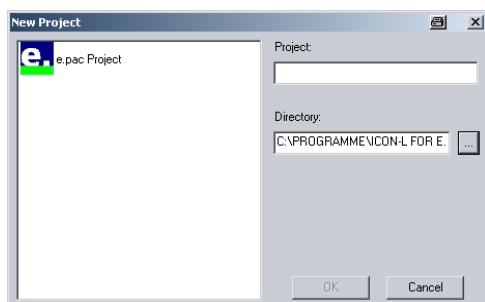 New Project
e. e.pac Project
Project:
Directory:
C:\PROGRAMME\ICON-L FOR E.
...
OK
Cancel